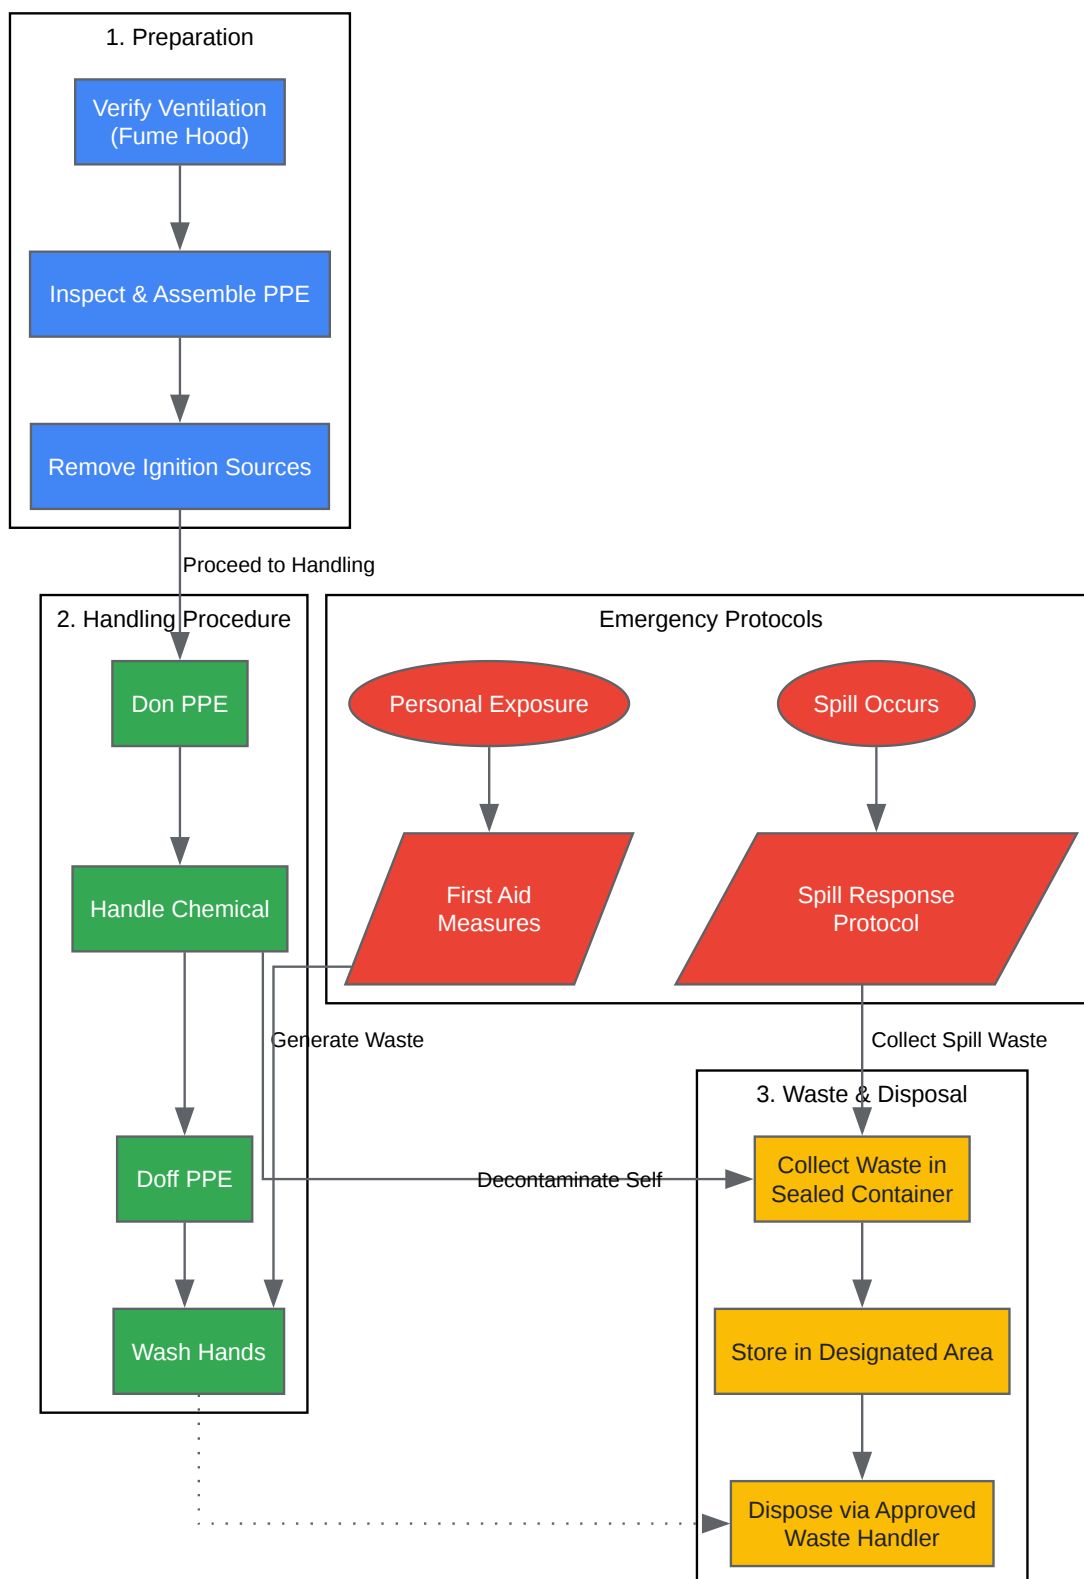 1. Preparation
Verify Ventilation
(Fume Hood)
Inspect & Assemble PPE
Remove Ignition Sources
Proceed to Handling
2. Handling Procedure
Emergency Protocols
Don PPE
Personal Exposure
Spill Occurs
Handle Chemical
First Aid
Measures
Spill Response
Protocol
Generate Waste
Collect Spill Waste
3. Waste & Disposal
Doff PPE
Decontaminate Self
Collect Waste in
Sealed Container
Wash Hands
Store in Designated Area
Dispose via Approved
Waste Handler